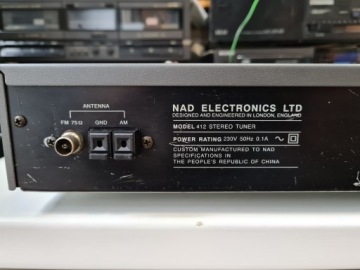 ANTENNA
FM 75Ω GND AM
NAD ELECTRONICS LTD
DESIGNED AND ENGINEERED IN LONDON, ENGLAND
MODEL 412 STEREO TUNER
POWER RATING 230V 50Hz 0.1A
CUSTOM MANUFACTURED TO NAD
SPECIFICATIONS IN
THE PEOPLE'S REPUBLIC OF CHINA